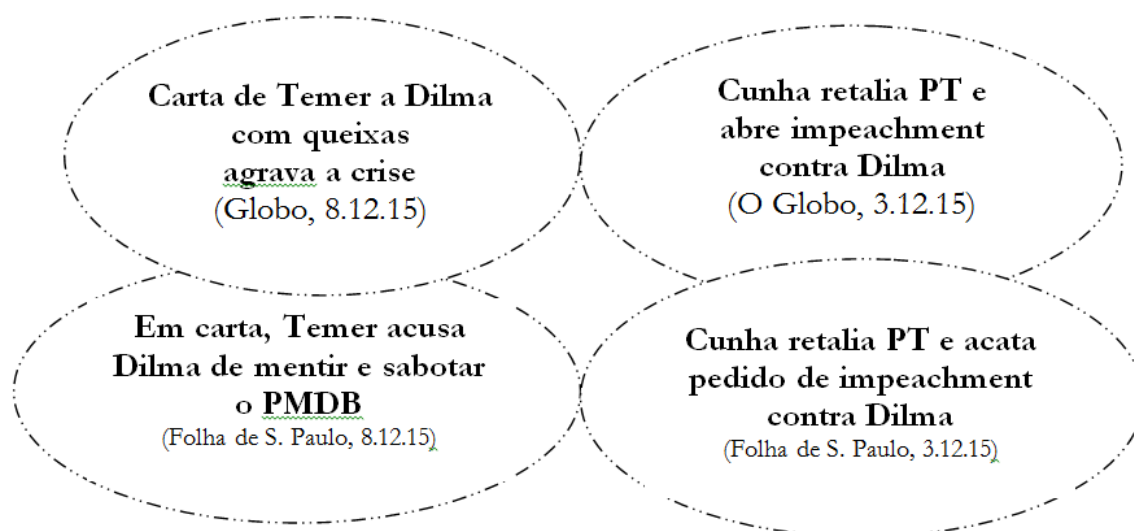 Carta de Temer a Dilma
com queixas
agrava a crise
(Globo, 8.12.15)
Cunha retalia PT e
abre impeachment
contra Dilma
(O Globo, 3.12.15)
Em carta, Temer acusa
Dilma de mentir e sabotar
o PMDB
(Folha de S. Paulo, 8.12.15)
Cunha retalia PT e acata
pedido de impeachment
contra Dilma
(Folha de S. Paulo, 3.12.15)